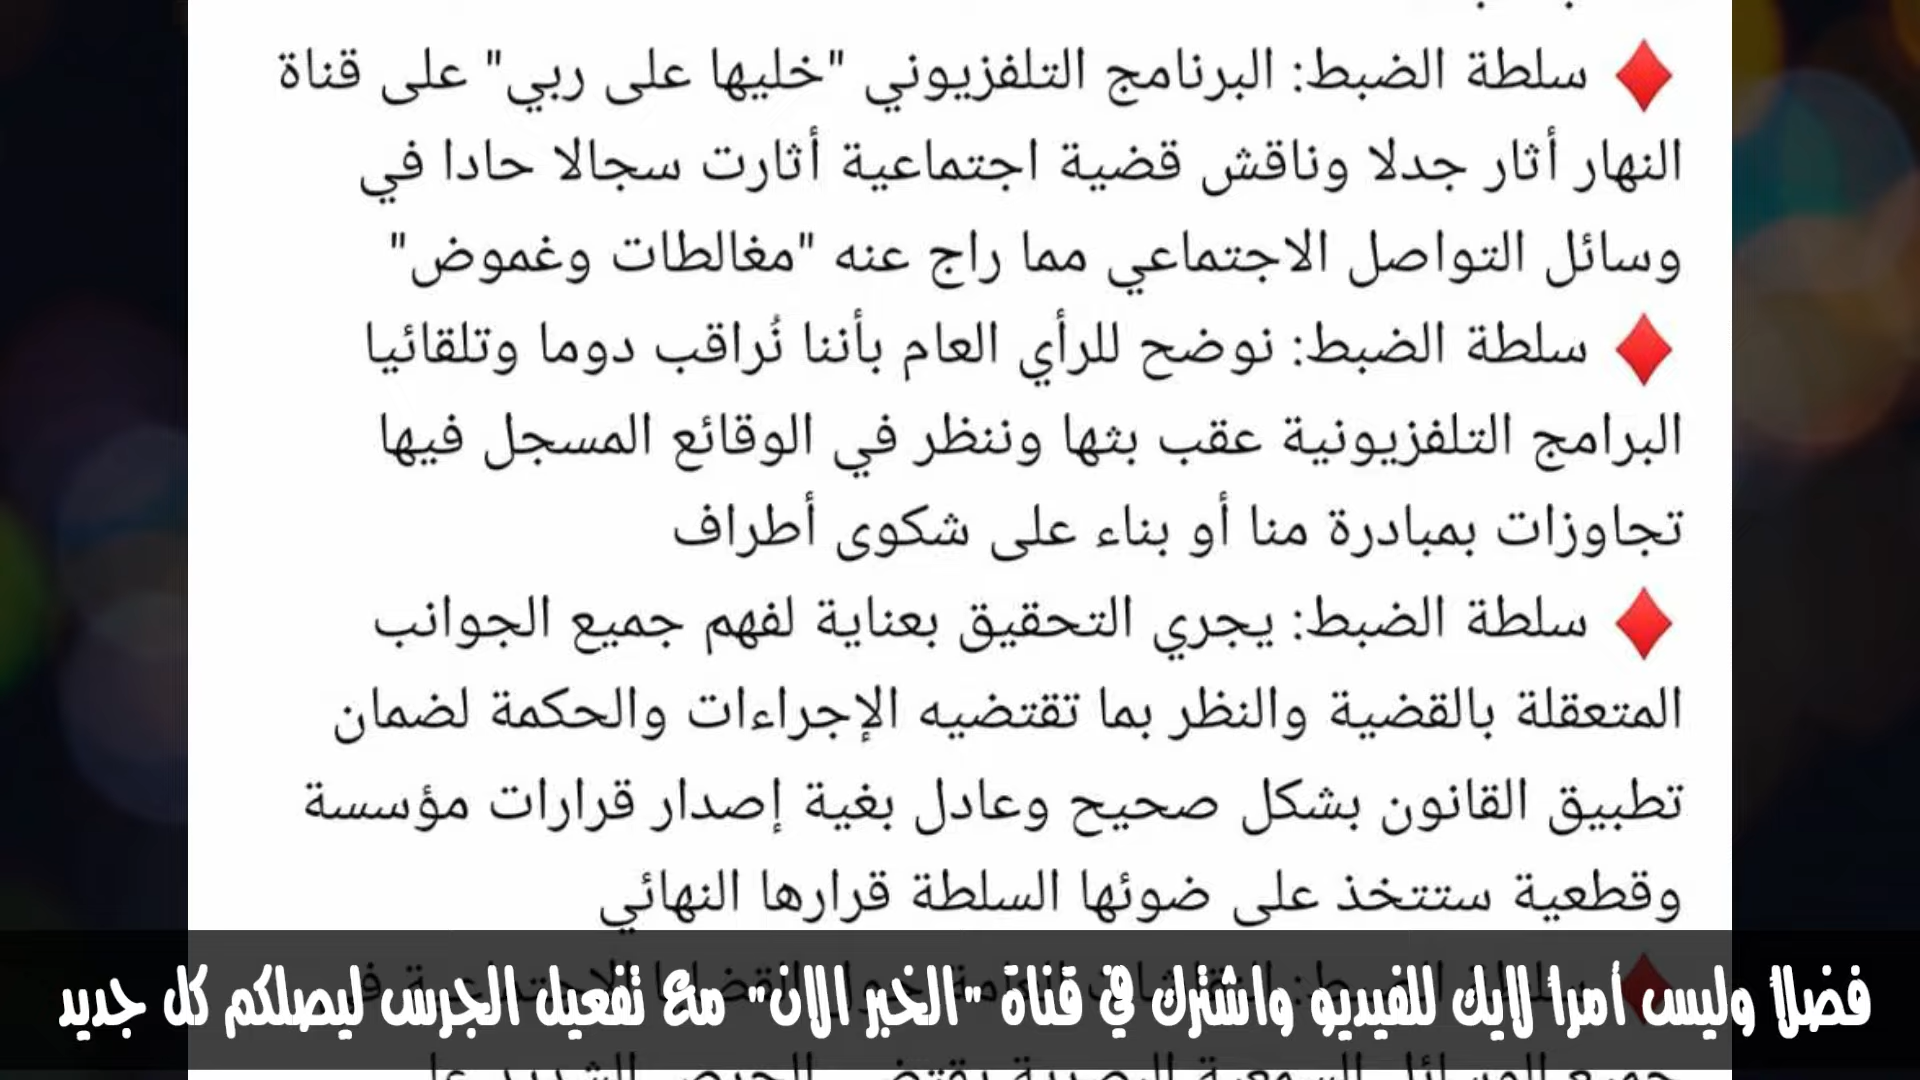 سلطة الضبط: البرنامج التلفزيوني "خليها على ربي" على قناة
النهار أثار جدلا وناقش قضية اجتماعية أثارت سجالا حادا في
وسائل التواصل الاجتماعي مما راج عنه "مغالطات وغموض"
سلطة الضبط: نوضح للرأي العام بأننا نُراقب دوما وتلقائيا
البرامج التلفزيونية عقب بثها وننظر في الوقائع المسجل فيها
تجاوزات بمبادرة منا أو بناء على شكوى أطراف
سلطة الضبط: يجري التحقيق بعناية لفهم جميع الجوانب
المتعقلة بالقضية والنظر بما تقتضيه الإجراءات والحكمة لضمان
تطبيق القانون بشكل صحيح وعادل بغية إصدار قرارات مؤسسة
وقطعية ستتخذ على ضوئها السلطة قرارها النهائي
فضلاً وليس أمراً لايك للفيديو واشترك في قناة "الخبر الان" مع تفعيل الجرس ليصلكم كل جديد